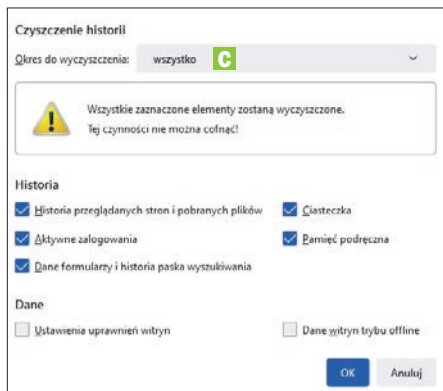 Czyszczenie historii
Okres do wyczyszczenia: wszystko C
Wszystkie zaznaczone elementy zostaną wyczyszczone.
Tej czynności nie można cofnąć!
Historia
Historia przeglądanych stron i pobranych plików Ciasteczka
Aktywne zalogowania Pamięć podręczna
Dane formularzy i historia paska wyszukiwania
Dane
Ustawienia uprawnień witryn Dane witryn trybu offline
OK Anuluj